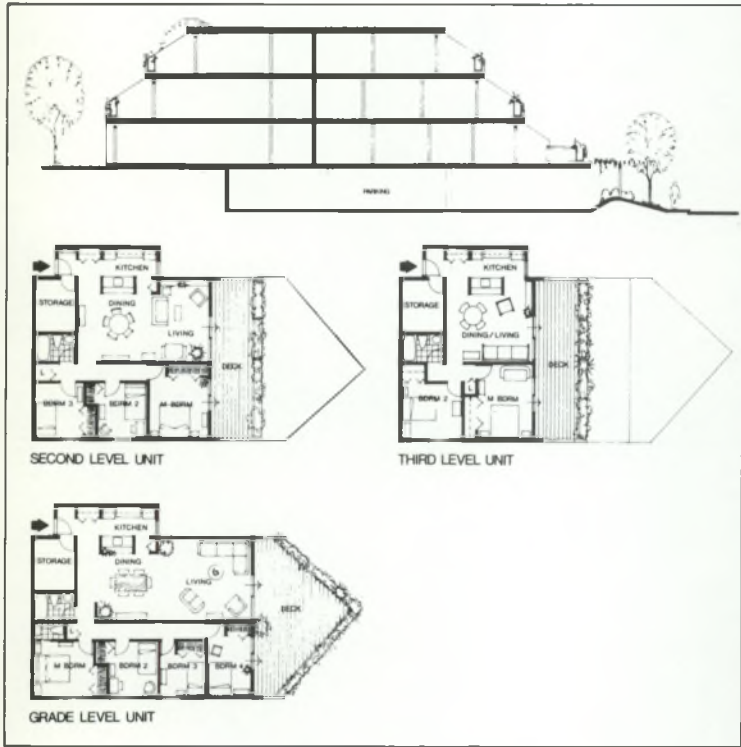 PARKING
KITCHEN
STORAGE
DINING
LIVING
DECK
L
BDRM 3
BDRM 2
M BDRM
SECOND LEVEL UNIT
KITCHEN
STORAGE
DINING/LIVING
DECK
L
BDRM 2
M BDRM
THIRD LEVEL UNIT
KITCHEN
STORAGE
DINING
LIVING
DECK
L
M BDRM
BDRM 2
BDRM 3
BDRM 4
GRADE LEVEL UNIT